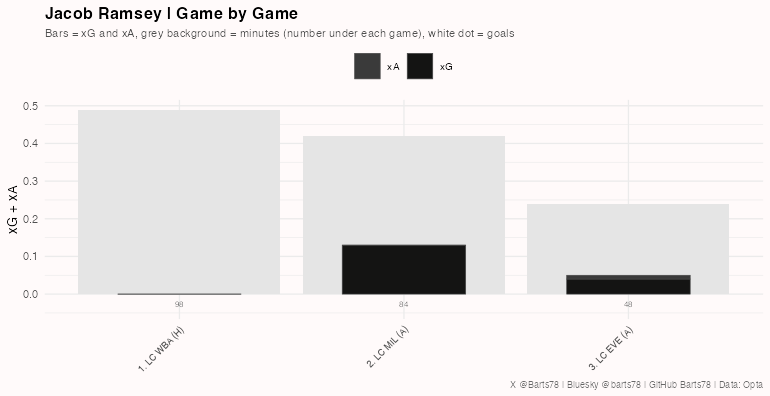 Jacob Ramsey | Game by Game
Bars = xG and xA, grey background = minutes (number under each game), white dot = goals
xA xG
xG + xA
0.5
0.4
0.3
0.2
0.1
0.0
98 84 48
1. LC WBA (H) 2. LC MIL (A) 3. LC EVE (A)
X @Barts78 | Bluesky @barts78 | GitHub Barts78 | Data: Opta